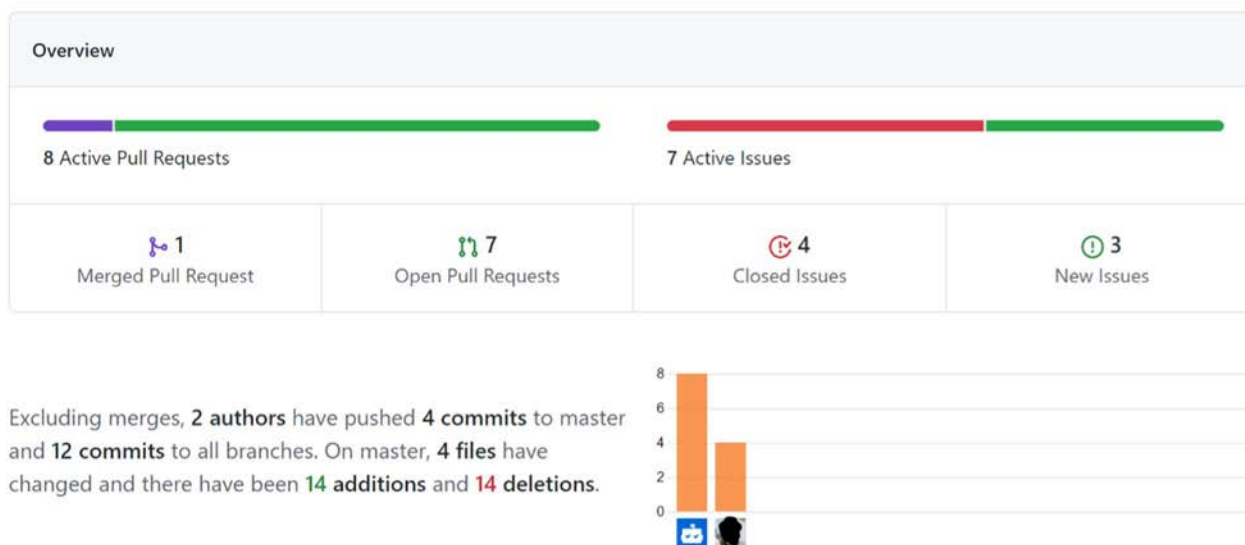 Overview
8 Active Pull Requests
7 Active Issues
1
Merged Pull Request
7
Open Pull Requests
4
Closed Issues
3
New Issues
Excluding merges, 2 authors have pushed 4 commits to master
and 12 commits to all branches. On master, 4 files have
changed and there have been 14 additions and 14 deletions.
8
6
4
2
0